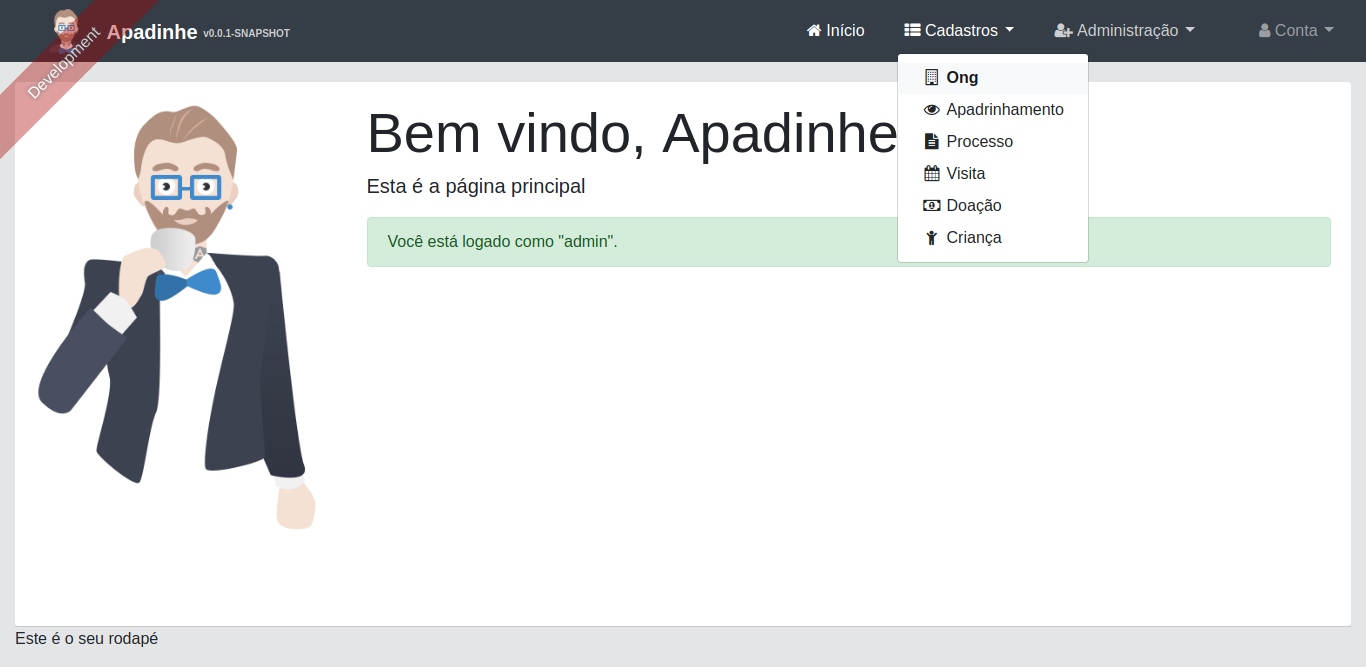 Development
Apadinhe v0.0.1-SNAPSHOT
Início
Cadastros
Administração
Conta
Ong
Apadrinhamento
Processo
Visita
Doação
Criança
Bem vindo, Apadinhe
Esta é a página principal
Você está logado como "admin".
A
Este é o seu rodapé